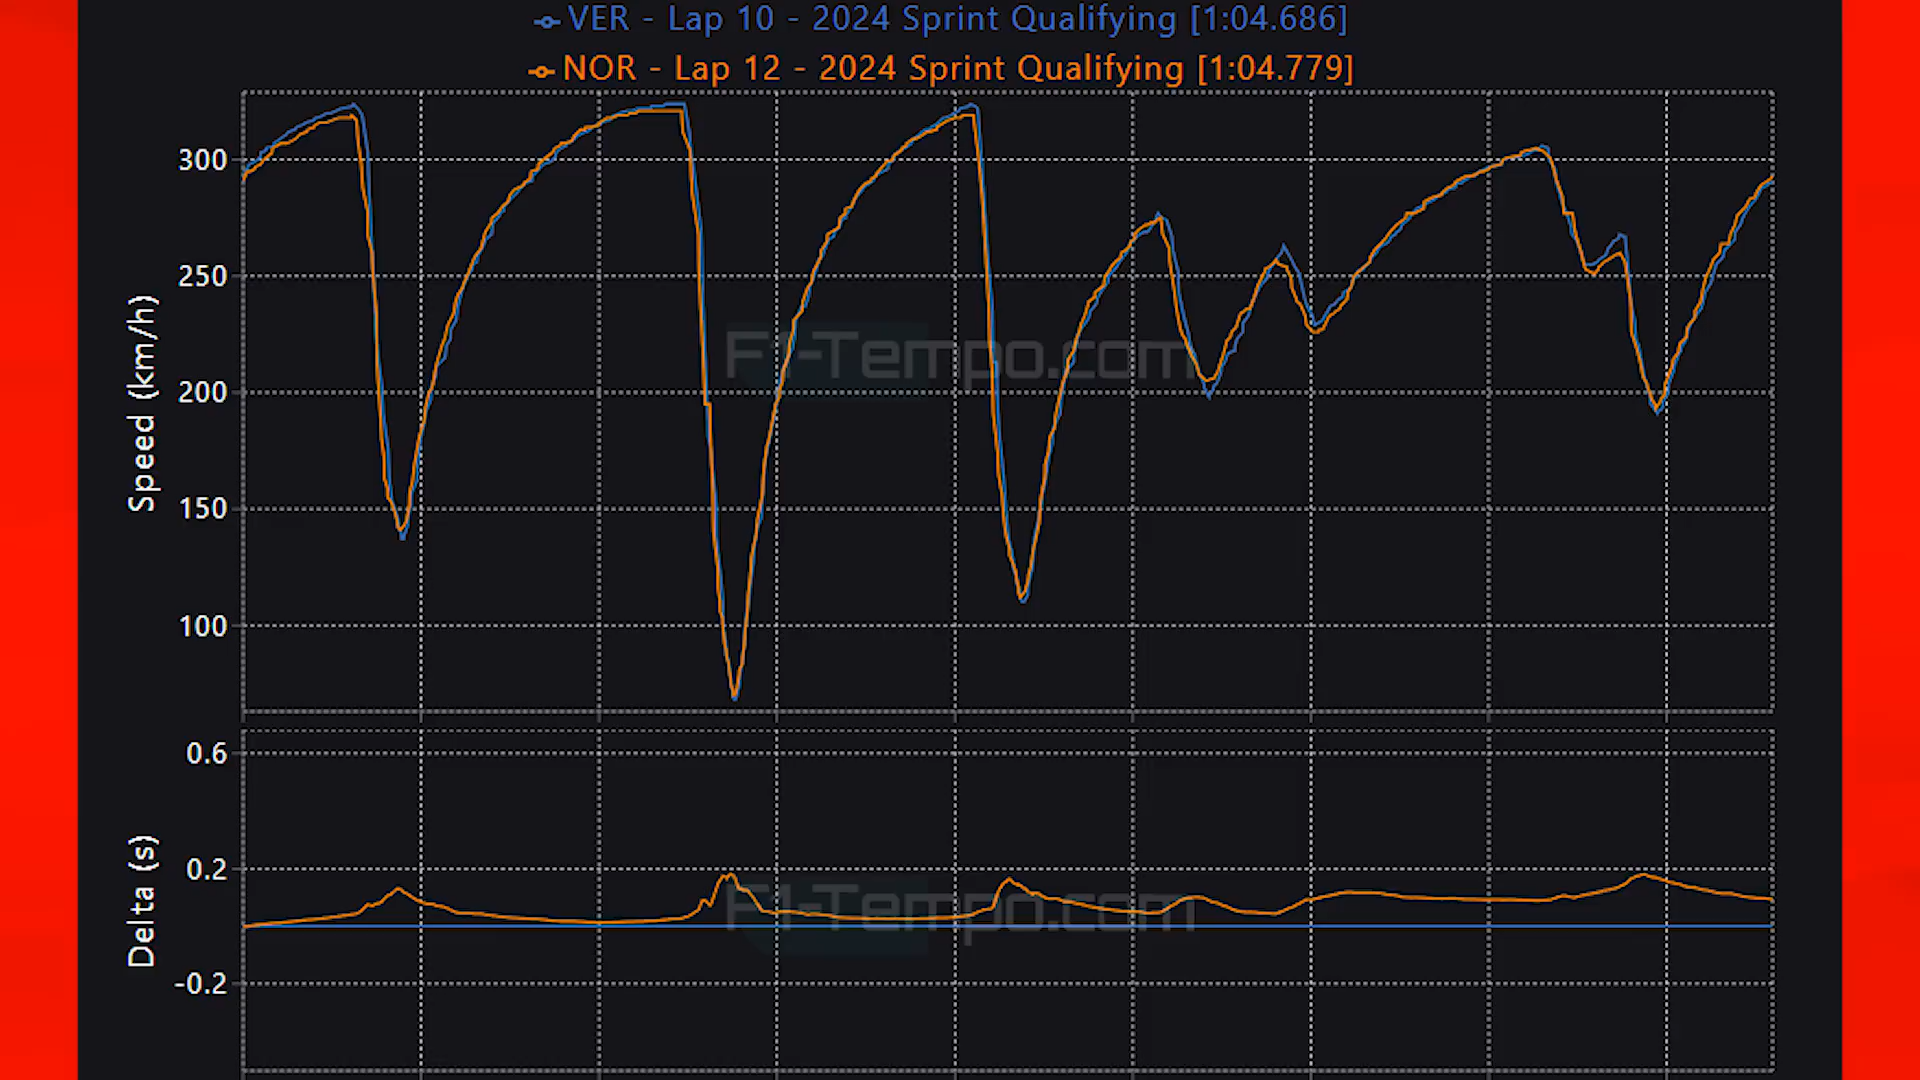 VER - Lap 10 - 2024 Sprint Qualifying [1:04.686]
NOR - Lap 12 - 2024 Sprint Qualifying [1:04.779]
300
250
200
150
100
Speed (km/h)
F1-Tempo.com
0.6
0.2
-0.2
Delta (s)
F1-Tempo.com